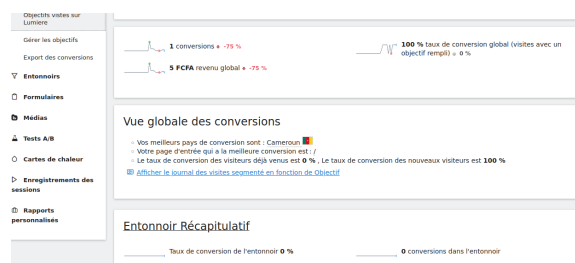 Objectifs vistes sur
Lumiere
Gérer les objectifs
Export des conversions
Entonnoirs
Formulaires
Médias
Tests A/B
Cartes de chaleur
Enregistrements des
sessions
Rapports
personnalisés
1 conversions -75 %
5 FCFA revenu global -75 %
100 % taux de conversion global (visites avec un
objectif rempli) 0 %
Vue globale des conversions
Vos meilleurs pays de conversion sont : Cameroun
Votre page d'entrée qui a la meilleure conversion est : /
Le taux de conversion des visiteurs déjà venus est 0 % , Le taux de conversion des nouveaux visiteurs est 100 %
Afficher le journal des visites segmenté en fonction de Objectif
Entonnoir Récapitulatif
Taux de conversion de l'entonnoir 0 %
0 conversions dans l'entonnoir